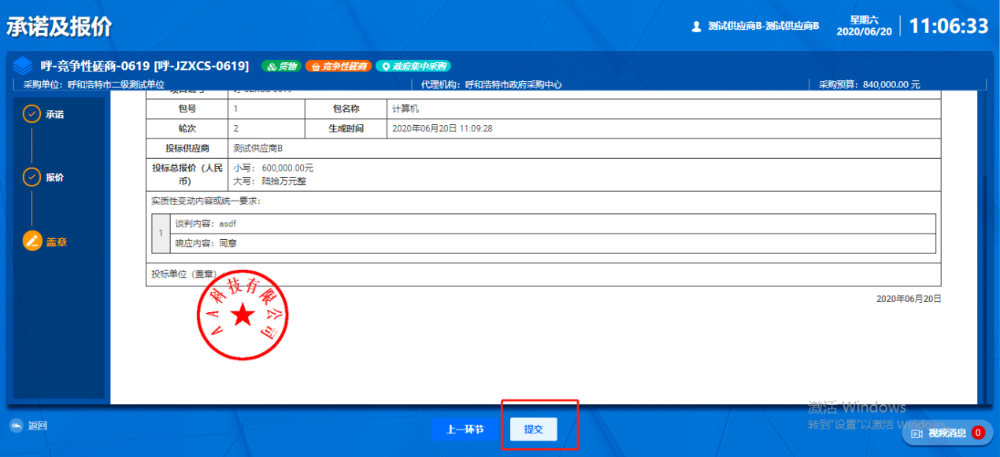 承诺及报价
测试供应商B-测试供应商B
星期六
2020/06/20
11:06:33
呼-竞争性磋商-0619 [呼-JZXCS-0619]
货物
竞争性磋商
政府集中采购
采购单位：呼和浩特市二级测试单位
代理机构：呼和浩特市政府采购中心
采购预算：840,000.00 元
承诺
报价
盖章
包号 1 包名称 计算机
轮次 2 生成时间 2020年06月20日 11:09:28
投标供应商 测试供应商B
投标总报价（人民
币）
小写： 600,000.00元
大写： 陆拾万元整
实质性变动内容或统一要求:
1
谈判内容：asdf
响应内容：同意
投标单位（盖章）
AA科技有限公司
2020年06月20日
返回
上一环节
提交
激活 Windows
转到"设置"以激活 Windows。
视频消息 0